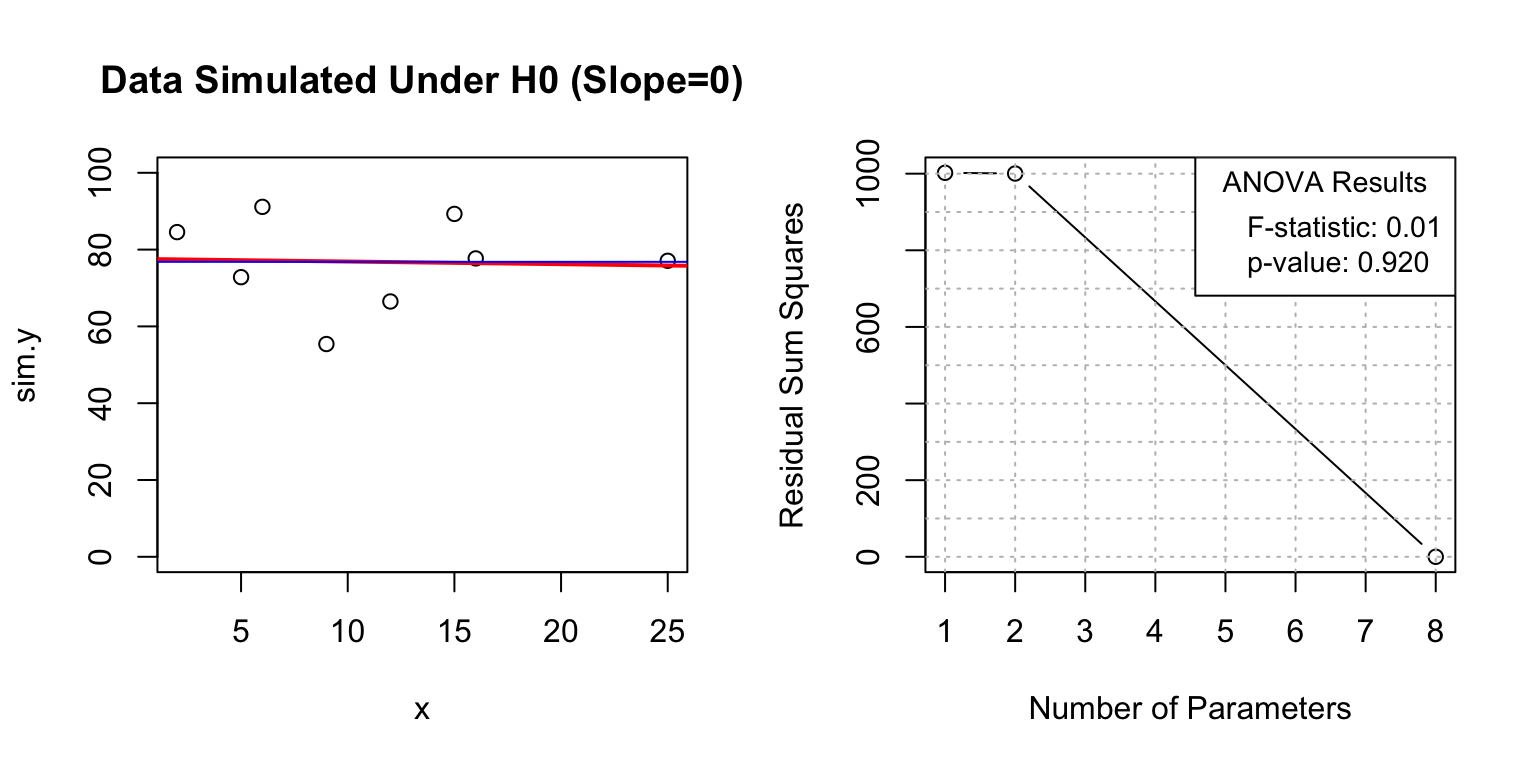 Data Simulated Under H0 (Slope=0)
sim.y
0
20
40
60
80
100
5
10
15
20
25
x
Residual Sum Squares
0
200
600
1000
ANOVA Results
F-statistic: 0.01
p-value: 0.920
1
2
3
4
5
6
7
8
Number of Parameters